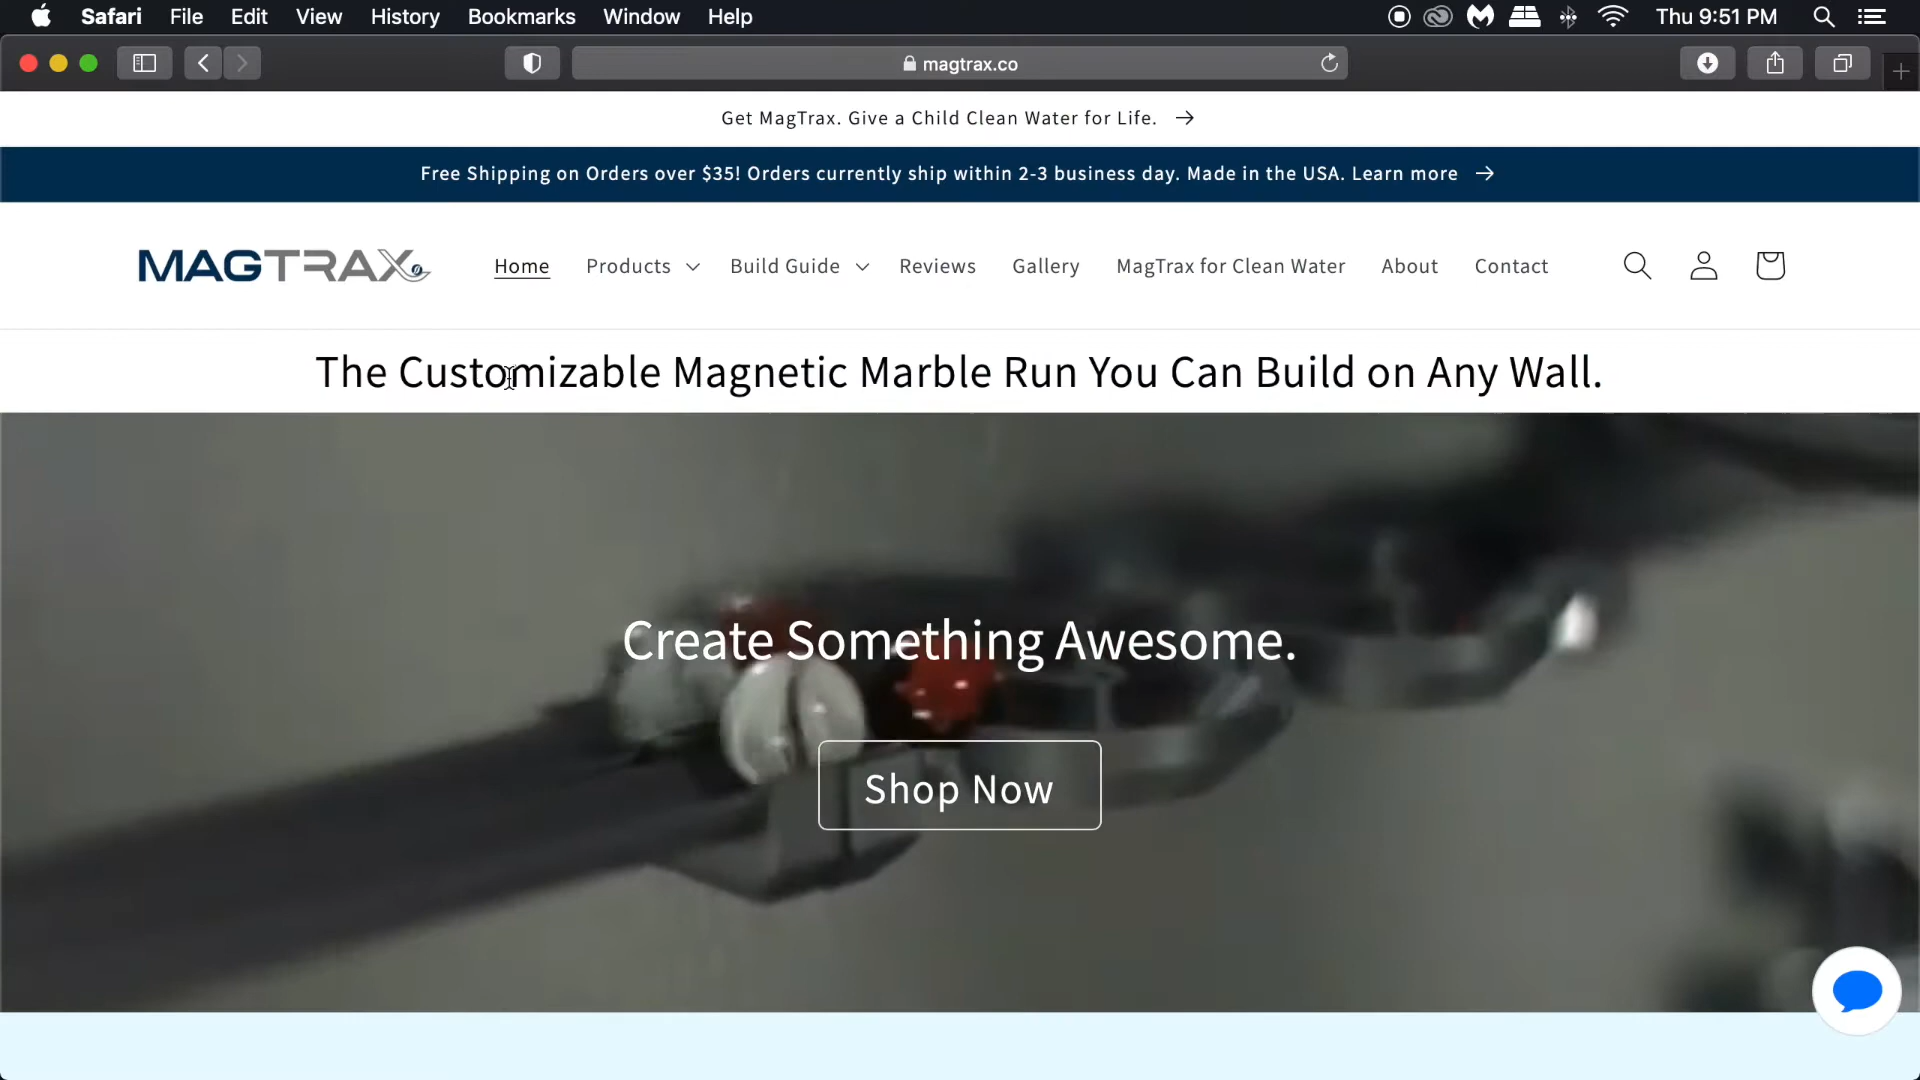 Safari File Edit View History Bookmarks Window Help Thu 9:51 PM
magtrax.co
Get MagTrax. Give a Child Clean Water for Life. →
Free Shipping on Orders over $35! Orders currently ship within 2-3 business day. Made in the USA. Learn more →
MAGTRAX Home Products Build Guide Reviews Gallery MagTrax for Clean Water About Contact
The Customizable Magnetic Marble Run You Can Build on Any Wall.
Create Something Awesome.
Shop Now